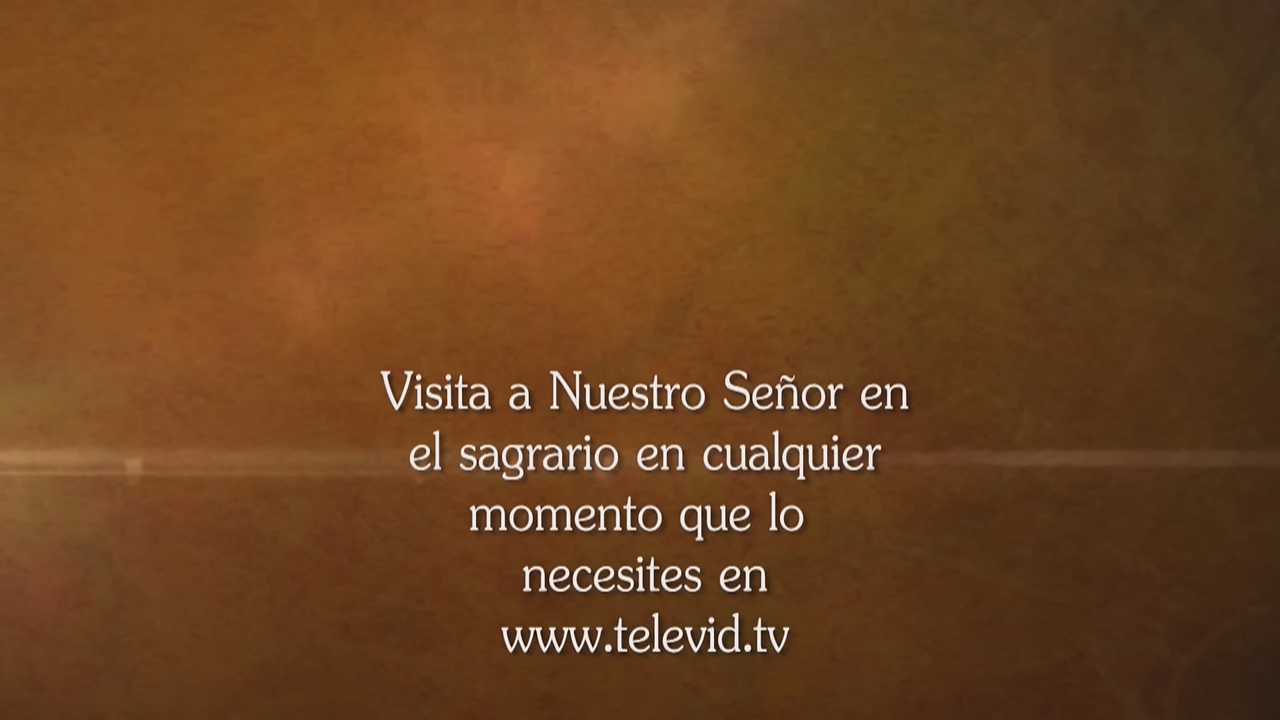 Visita a Nuestro Señor en
el sagrario en cualquier
momento que lo
necesites en
www.televid.tv